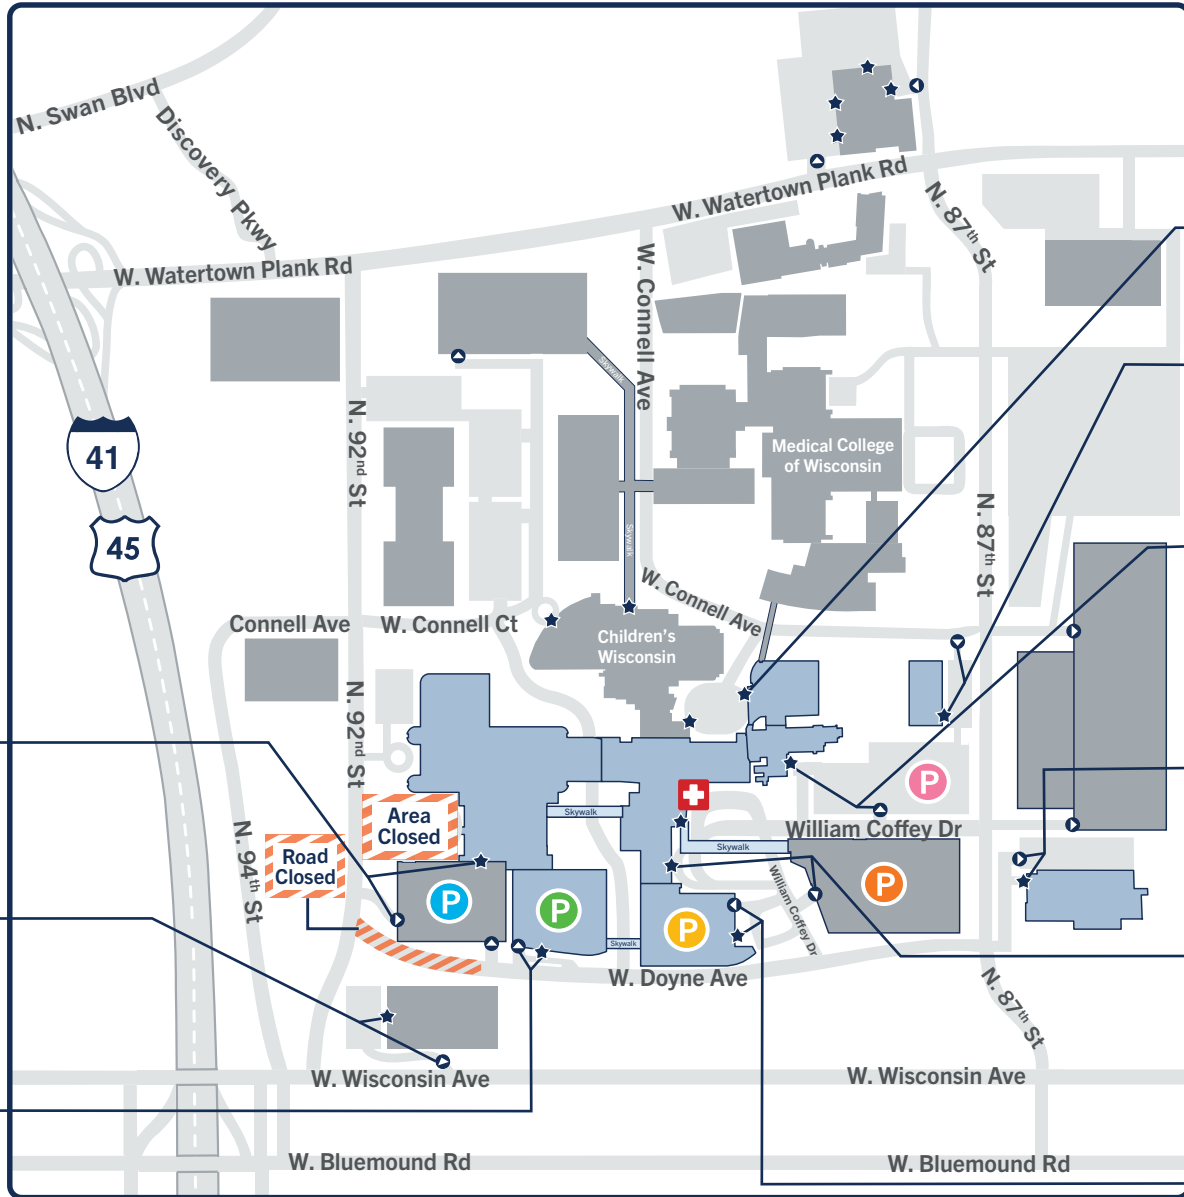 N. Swan Blvd
Discovery Pkwy
W. Watertown Plank Rd
N. 87th St
W. Watertown Plank Rd
W. Connell Ave
Skywalk
41
N. 92nd St
Medical College
of Wisconsin
45
Skywalk
N. 87th St
W. Connell Ave
Connell Ave
W. Connell Ct
Children's
Wisconsin
N. 92nd St
P
Area
Closed
Skywalk
William Coffey Dr
N. 94th St
Road
Closed
Skywalk
P
P
P
P
William Coffey Dr
Skywalk
W. Doyne Ave
N. 87th St
W. Wisconsin Ave
W. Wisconsin Ave
W. Bluemound Rd
W. Bluemound Rd